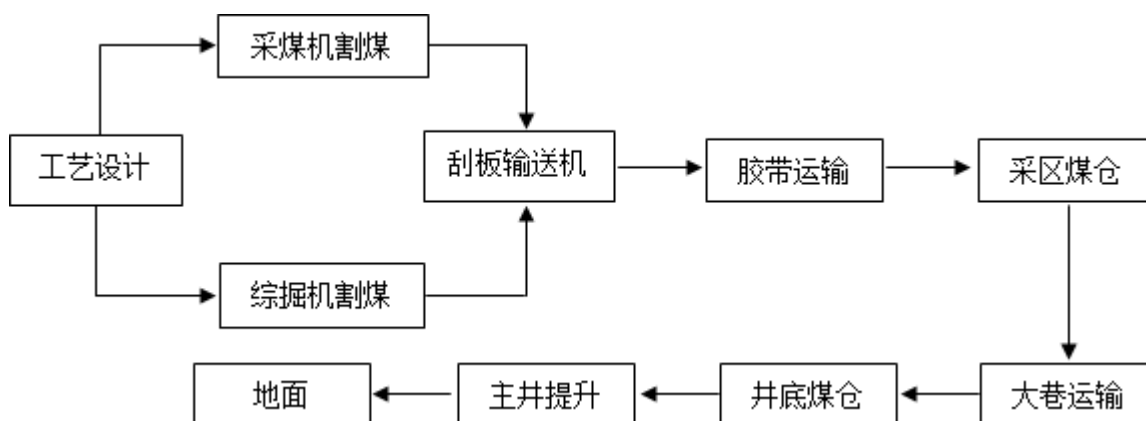 采煤机割煤
工艺设计
刮板输送机
胶带运输
采区煤仓
综掘机割煤
地面
主井提升
井底煤仓
大巷运输